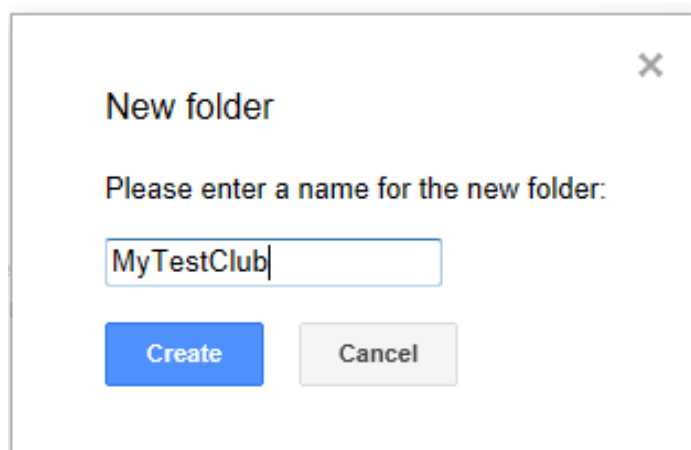 New folder
Please enter a name for the new folder:
MyTestClub
Create Cancel